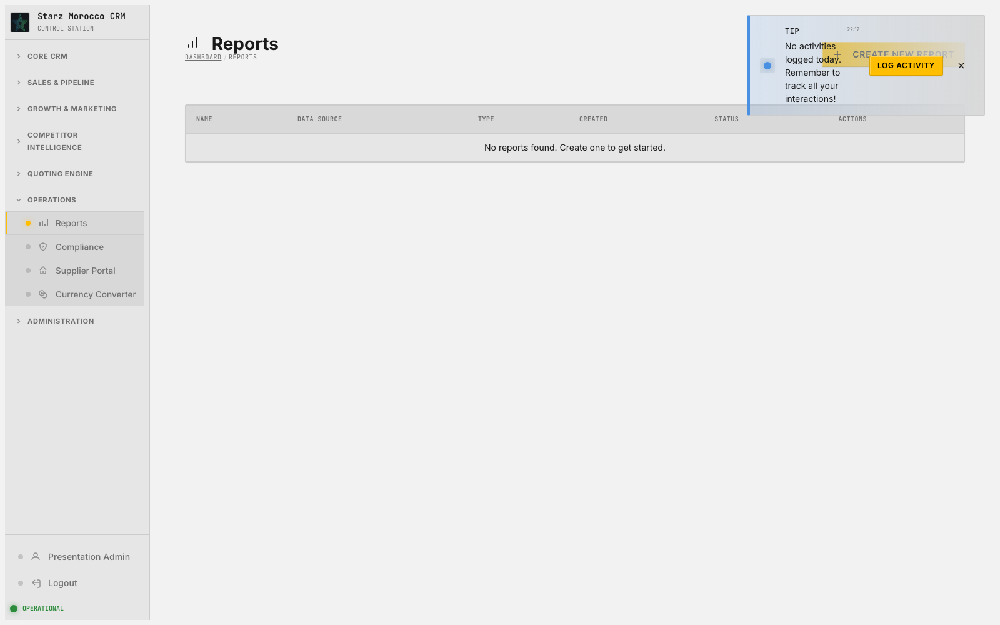 Starz Morocco CRM
CONTROL STATION
CORE CRM
SALES & PIPELINE
GROWTH & MARKETING
COMPETITOR
INTELLIGENCE
QUOTING ENGINE
OPERATIONS
Reports
Compliance
Supplier Portal
Currency Converter
ADMINISTRATION
Presentation Admin
Logout
OPERATIONAL
Reports
DASHBOARD / REPORTS
CREATE NEW REPORT
TIP 22:17
No activities
logged today.
Remember to
track all your
interactions!
LOG ACTIVITY
NAME DATA SOURCE TYPE CREATED STATUS ACTIONS
No reports found. Create one to get started.